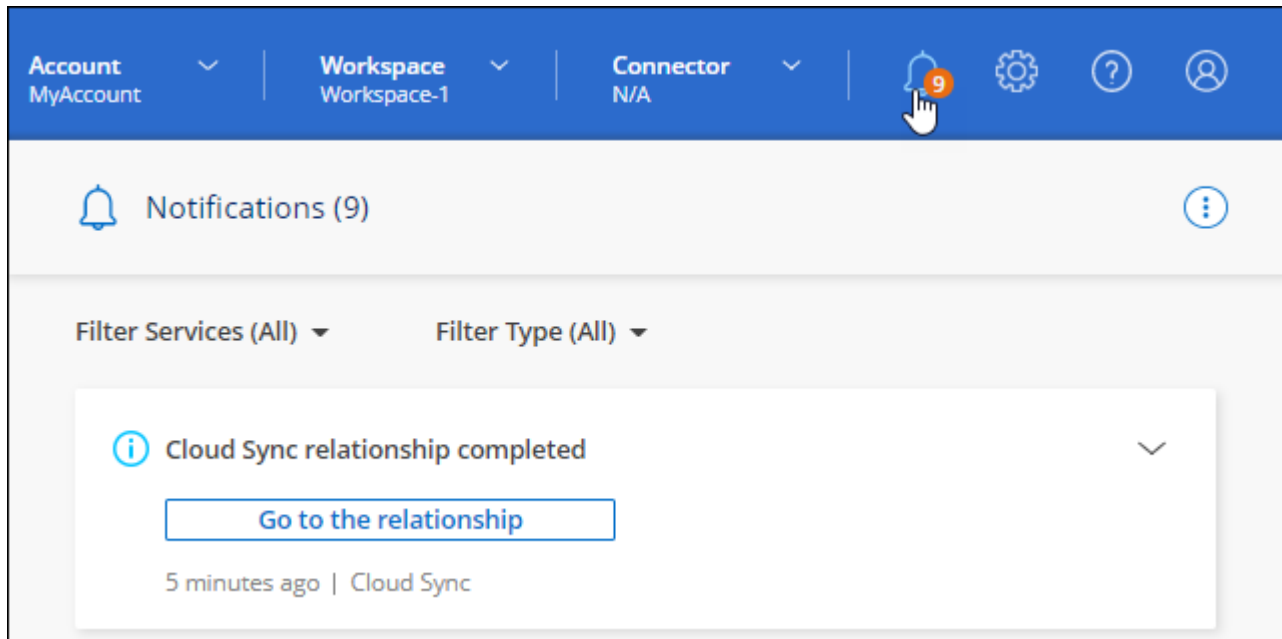 Account
MyAccount
Workspace
Workspace-1
Connector
N/A
9
Notifications (9)
Filter Services (All)
Filter Type (All)
Cloud Sync relationship completed
Go to the relationship
5 minutes ago | Cloud Sync